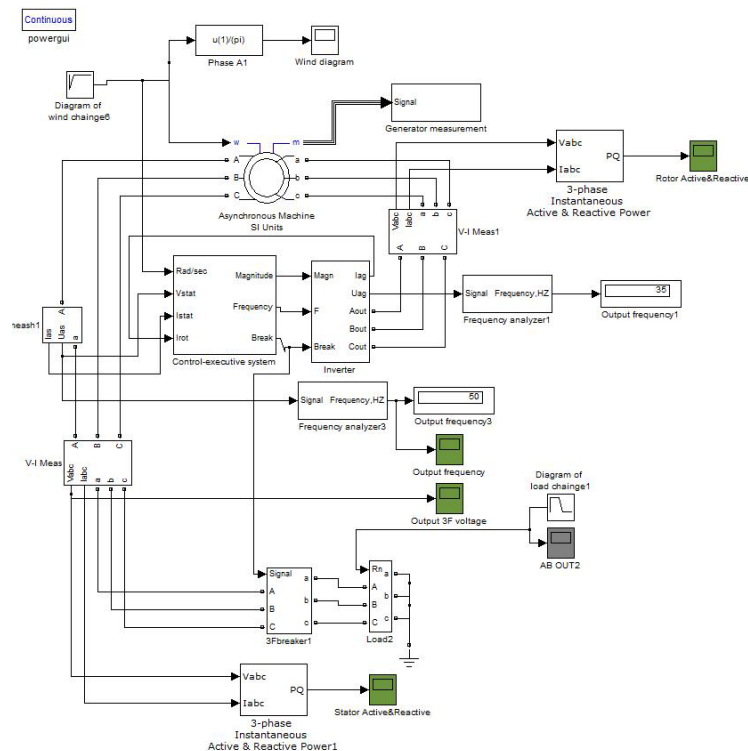 Continuous
powergui
u(1)/(pi)
Phase A1
Wind diagram
Diagram of
wind chainge6
Signal
Generator measurement
w
m
A
B
C
a
b
c
Asynchronous Machine
SI Units
Vabc
Iabc
PQ
3-phase
Instantaneous
Active & Reactive Power
Rotor Active&Reactive
Vabc
Iabc
a
b
c
A
B
C
V-I Meas1
Rad/sec
Vstat
Istat
Irot
Magnitude
Frequency
Break
Control-executive system
Magn
F
Break
Iag
Uag
Aout
Bout
Cout
Inverter
Signal Frequency,HZ
Frequency analyzer1
35
Output frequency1
neash1
Ias
Uas
A
a
Signal Frequency,HZ
Frequency analyzer3
50
Output frequency3
Output frequency
V-I Meas
A
B
C
Vabc
Iabc
a
b
c
Output 3F voltage
Diagram of
load chainge1
AB OUT2
Signal
A
B
C
a
b
c
3Fbreaker1
Rn
A
B
C
a
b
c
Load2
Vabc
Iabc
PQ
3-phase
Instantaneous
Active & Reactive Power1
Stator Active&Reactive